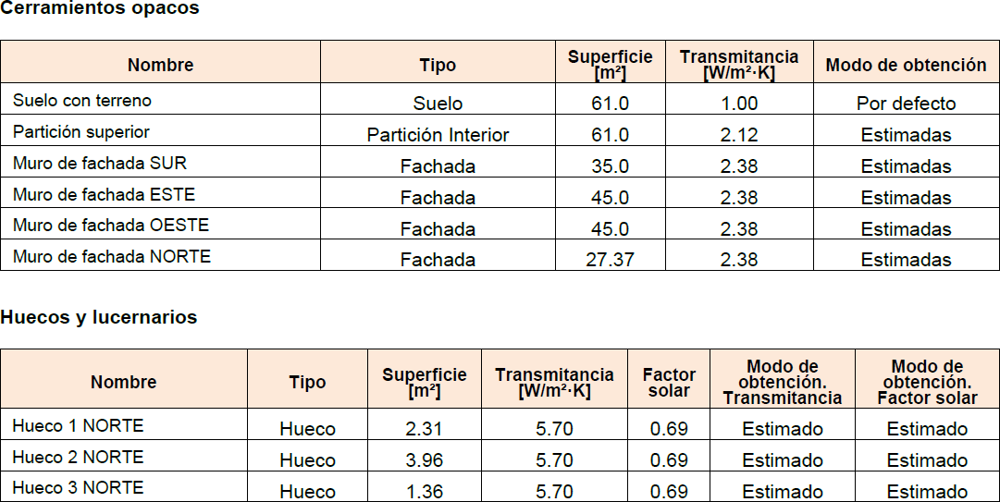 Cerramientos opacos
Nombre Tipo Superficie [m²] Transmitancia [W/m²·K] Modo de obtención
Suelo con terreno Suelo 61.0 1.00 Por defecto
Partición superior Partición Interior 61.0 2.12 Estimadas
Muro de fachada SUR Fachada 35.0 2.38 Estimadas
Muro de fachada ESTE Fachada 45.0 2.38 Estimadas
Muro de fachada OESTE Fachada 45.0 2.38 Estimadas
Muro de fachada NORTE Fachada 27.37 2.38 Estimadas
Huecos y lucernarios
Nombre Tipo Superficie [m²] Transmitancia [W/m²·K] Factor solar Modo de obtención. Transmitancia Modo de obtención. Factor solar
Hueco 1 NORTE Hueco 2.31 5.70 0.69 Estimado Estimado
Hueco 2 NORTE Hueco 3.96 5.70 0.69 Estimado Estimado
Hueco 3 NORTE Hueco 1.36 5.70 0.69 Estimado Estimado